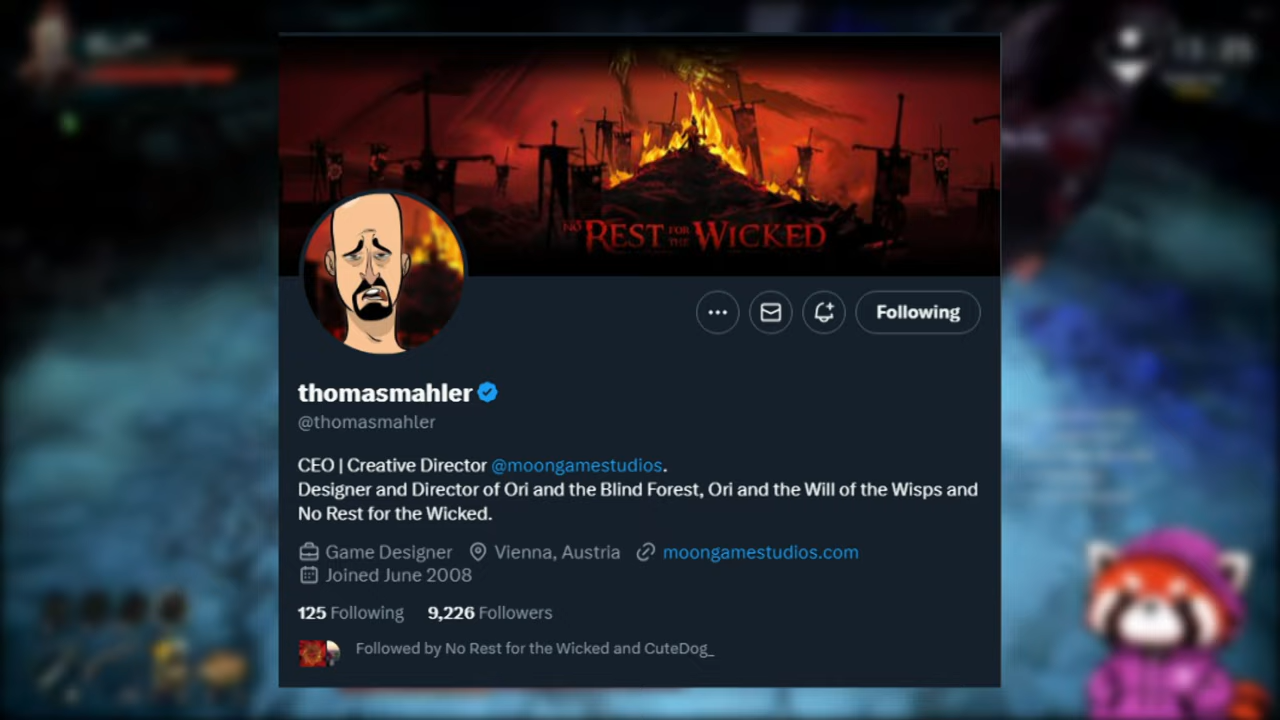 NO REST FOR THE WICKED
thomasmahler
@thomasmahler
CEO | Creative Director @moongamestudios.
Designer and Director of Ori and the Blind Forest, Ori and the Will of the Wisps and
No Rest for the Wicked.
Game Designer Vienna, Austria moongamestudios.com
Joined June 2008
125 Following 9,226 Followers
Followed by No Rest for the Wicked and CuteDog_
Following